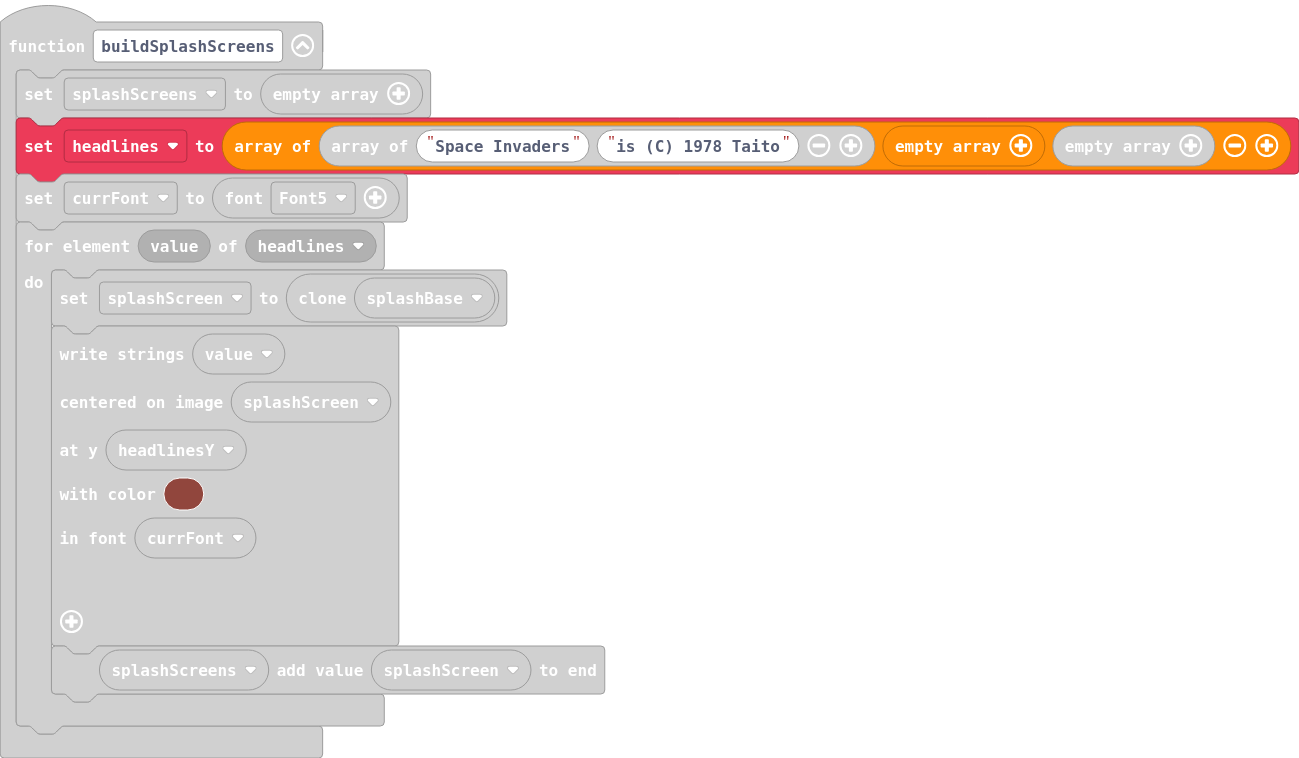 function buildSplashScreens
set splashScreens to empty array
set headlines to array of array of "Space Invaders" "is (C) 1978 Taito" empty array empty array
set currFont to font Font5
for element value of headlines
do
set splashScreen to clone splashBase
write strings value
centered on image splashScreen
at y headlinesY
with color
in font currFont
splashScreens add value splashScreen to end